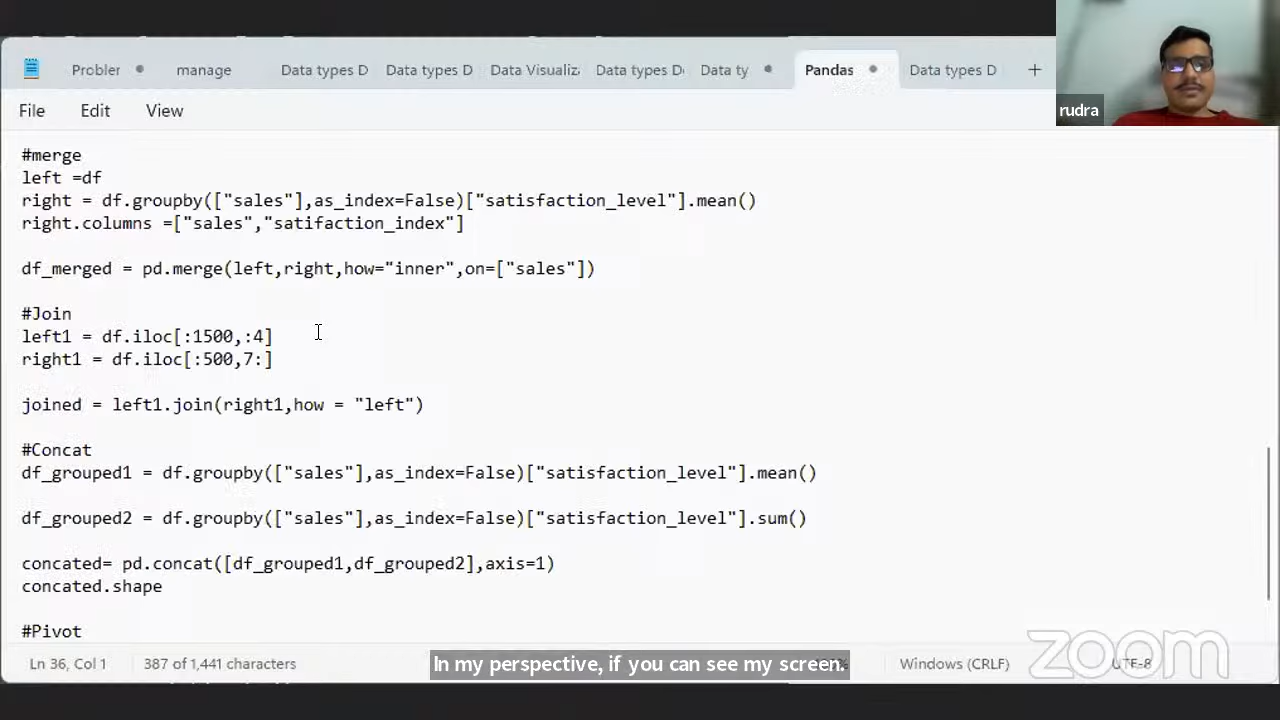 Probler
manage
Data types D
Data types D
Data Visualiz
Data types D
Data ty
Pandas
Data types D
rudra
File
Edit
View
#merge
left =df
right = df.groupby(["sales"],as_index=False)["satisfaction_level"].mean()
right.columns =["sales","satifaction_index"]
df_merged = pd.merge(left,right,how="inner",on=["sales"])
#Join
left1 = df.iloc[:1500,:4]
right1 = df.iloc[:500,7:]
joined = left1.join(right1,how = "left")
#Concat
df_grouped1 = df.groupby(["sales"],as_index=False)["satisfaction_level"].mean()
df_grouped2 = df.groupby(["sales"],as_index=False)["satisfaction_level"].sum()
concated= pd.concat([df_grouped1,df_grouped2],axis=1)
concated.shape
#Pivot
Ln 36, Col 1
387 of 1,441 characters
In my perspective, if you can see my screen.
Windows (CRLF)
UTF-8
zoom